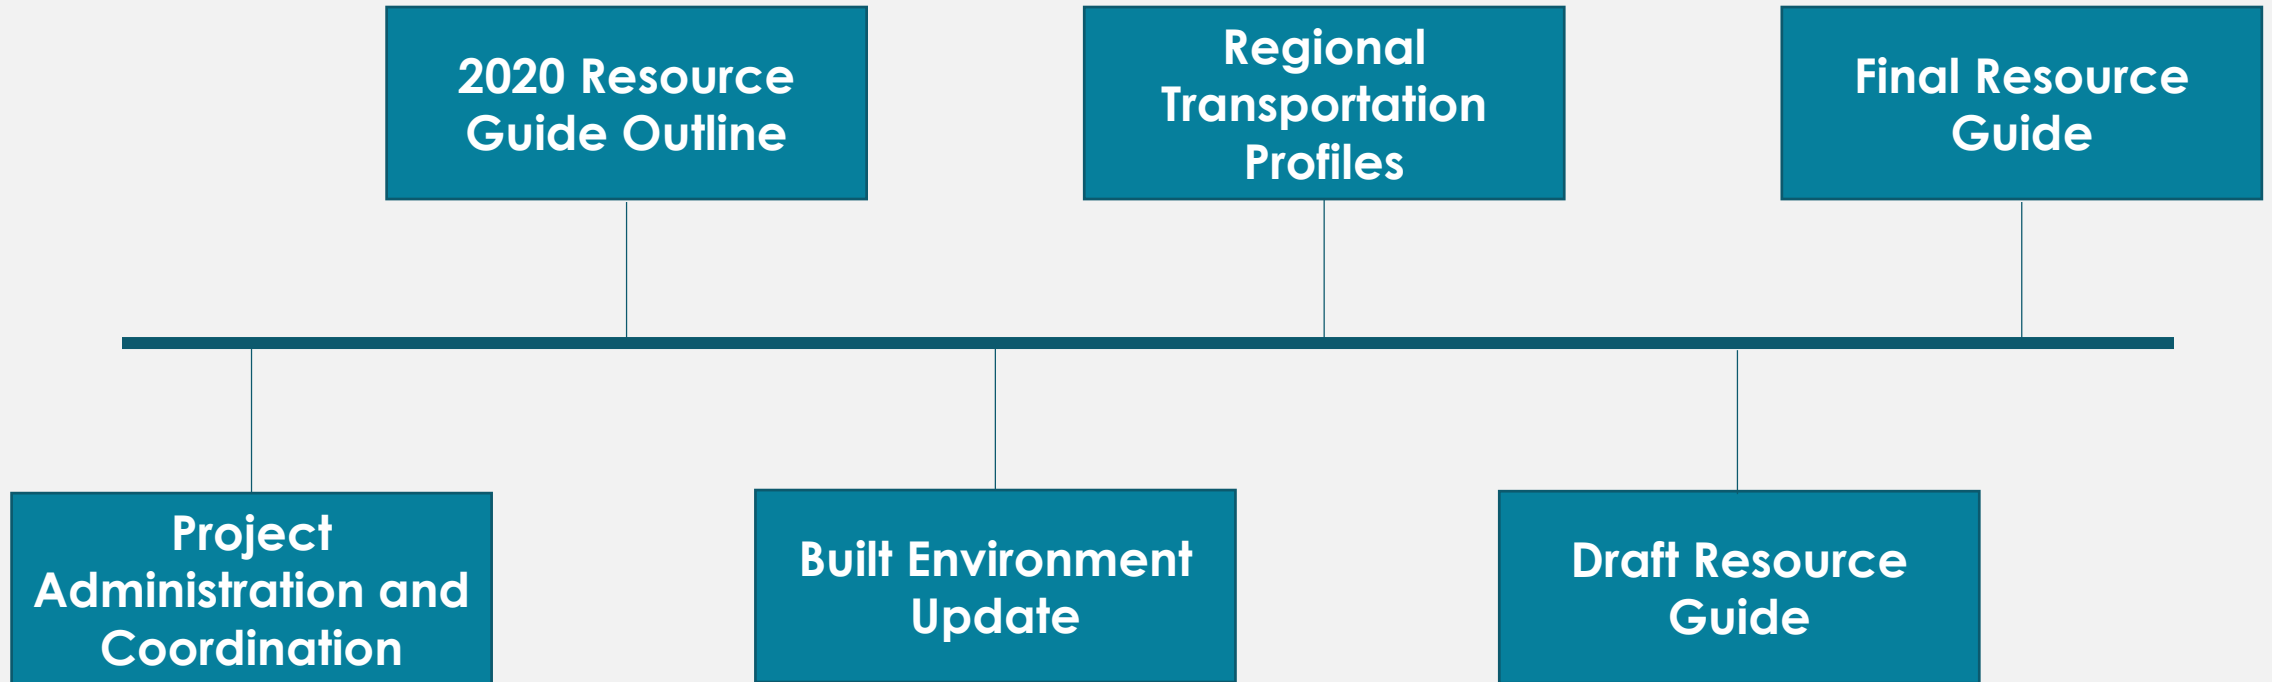 2020 Resource
Guide Outline
Regional
Transportation
Profiles
Final Resource
Guide
Project
Administration and
Coordination
Built Environment
Update
Draft Resource
Guide